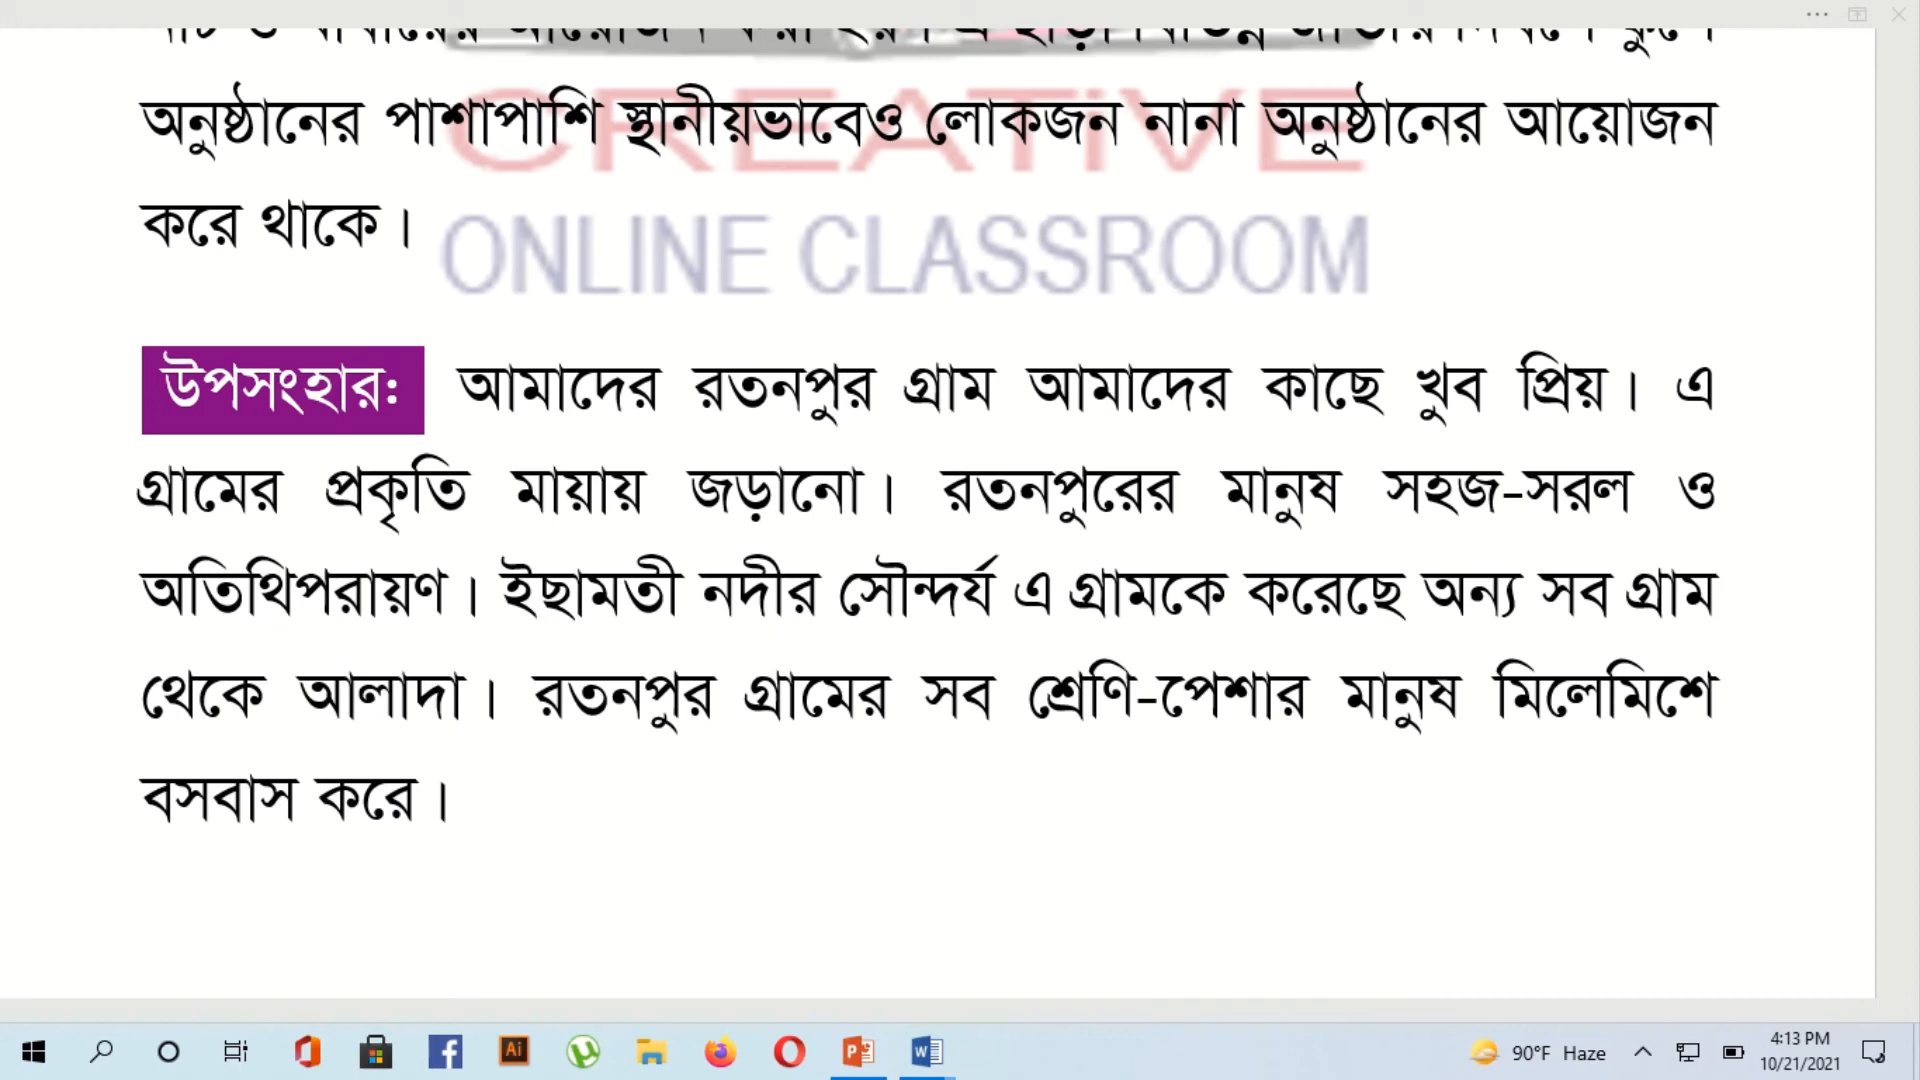 অনুষ্ঠানের পাশাপাশি স্থানীয়ভাবেও লোকজন নানা অনুষ্ঠানের আয়োজন
করে থাকে।
CREATiVE
ONLINE CLASSROOM
উপসংহার: আমাদের রতনপুর গ্রাম আমাদের কাছে খুব প্রিয়। এ
গ্রামের প্রকৃতি মায়ায় জড়ানো। রতনপুরের মানুষ সহজ-সরল ও
অতিথিপরায়ণ। ইছামতী নদীর সৌন্দর্য এ গ্রামকে করেছে অন্য সব গ্রাম
থেকে আলাদা। রতনপুর গ্রামের সব শ্রেণি-পেশার মানুষ মিলেমিশে
বসবাস করে।
90°F Haze
4:13 PM
10/21/2021